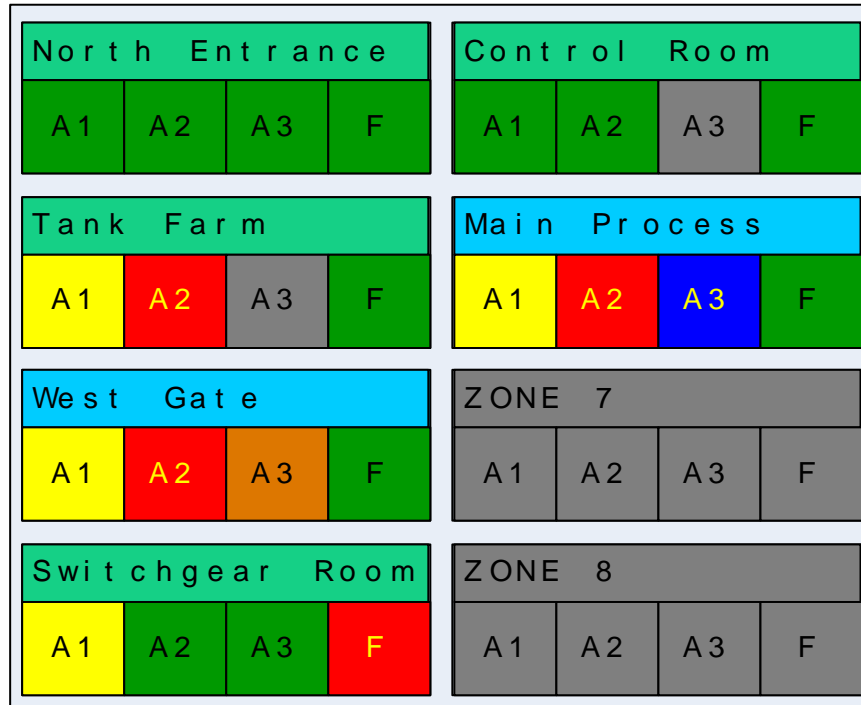 North Entrance
A1 A2 A3 F
Control Room
A1 A2 A3 F
Tank Farm
A1 A2 A3 F
Main Process
A1 A2 A3 F
West Gate
A1 A2 A3 F
ZONE 7
A1 A2 A3 F
Switchgear Room
A1 A2 A3 F
ZONE 8
A1 A2 A3 F